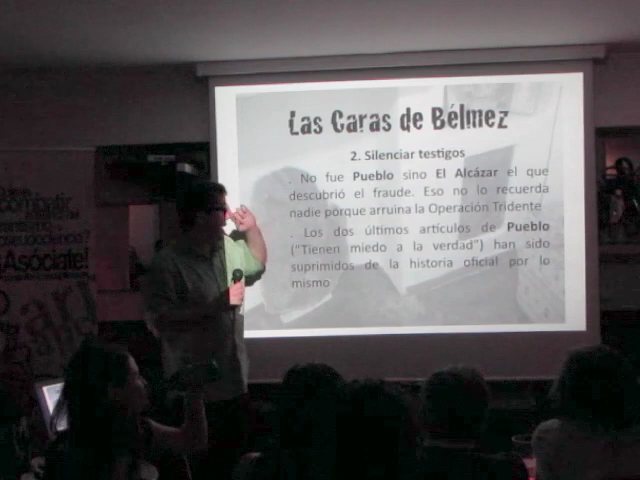 Las Caras de Bélmez
2. Silenciar testigos
. No fue Pueblo sino El Alcázar el que
descubrió el fraude. Eso no lo recuerda
nadie porque arruina la Operación Tridente
. Los dos últimos artículos de Pueblo
("Tienen miedo a la verdad") han sido
suprimidos de la historia oficial por lo
mismo
combatir
pseudociencia?
¡Asóciate!